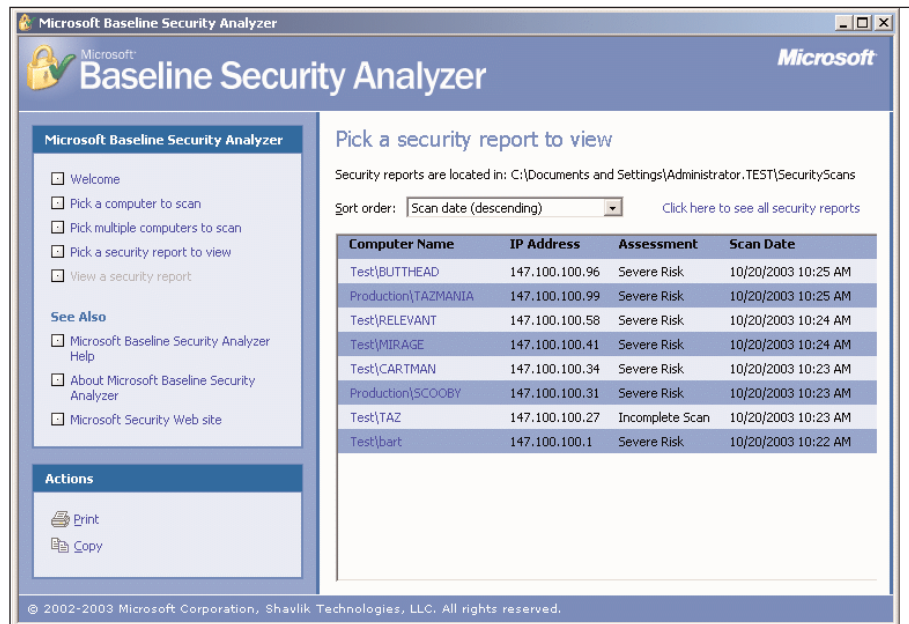 Microsoft Baseline Security Analyzer
Microsoft
Baseline Security Analyzer
Microsoft
Microsoft Baseline Security Analyzer
Welcome
Pick a computer to scan
Pick multiple computers to scan
Pick a security report to view
View a security report
See Also
Microsoft Baseline Security Analyzer
Help
About Microsoft Baseline Security
Analyzer
Microsoft Security Web site
Actions
Print
Copy
Pick a security report to view
Security reports are located in: C:\Documents and Settings\Administrator.TEST\SecurityScans
Sort order: Scan date (descending) Click here to see all security reports
Computer Name IP Address Assessment Scan Date
Test\BUTTHEAD 147.100.100.96 Severe Risk 10/20/2003 10:25 AM
Production\TAZMANIA 147.100.100.99 Severe Risk 10/20/2003 10:25 AM
Test\RELEVANT 147.100.100.58 Severe Risk 10/20/2003 10:24 AM
Test\MIRAGE 147.100.100.41 Severe Risk 10/20/2003 10:24 AM
Test\CARTMAN 147.100.100.34 Severe Risk 10/20/2003 10:23 AM
Production\SCOOBY 147.100.100.31 Severe Risk 10/20/2003 10:23 AM
Test\TAZ 147.100.100.27 Incomplete Scan 10/20/2003 10:23 AM
Test\bart 147.100.100.1 Severe Risk 10/20/2003 10:22 AM
© 2002-2003 Microsoft Corporation, Shavlik Technologies, LLC. All rights reserved.